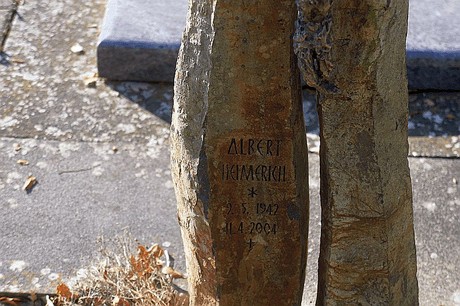 ALBERT
HEIMERICH
*
9. 3. 1942
11.4.2004
+